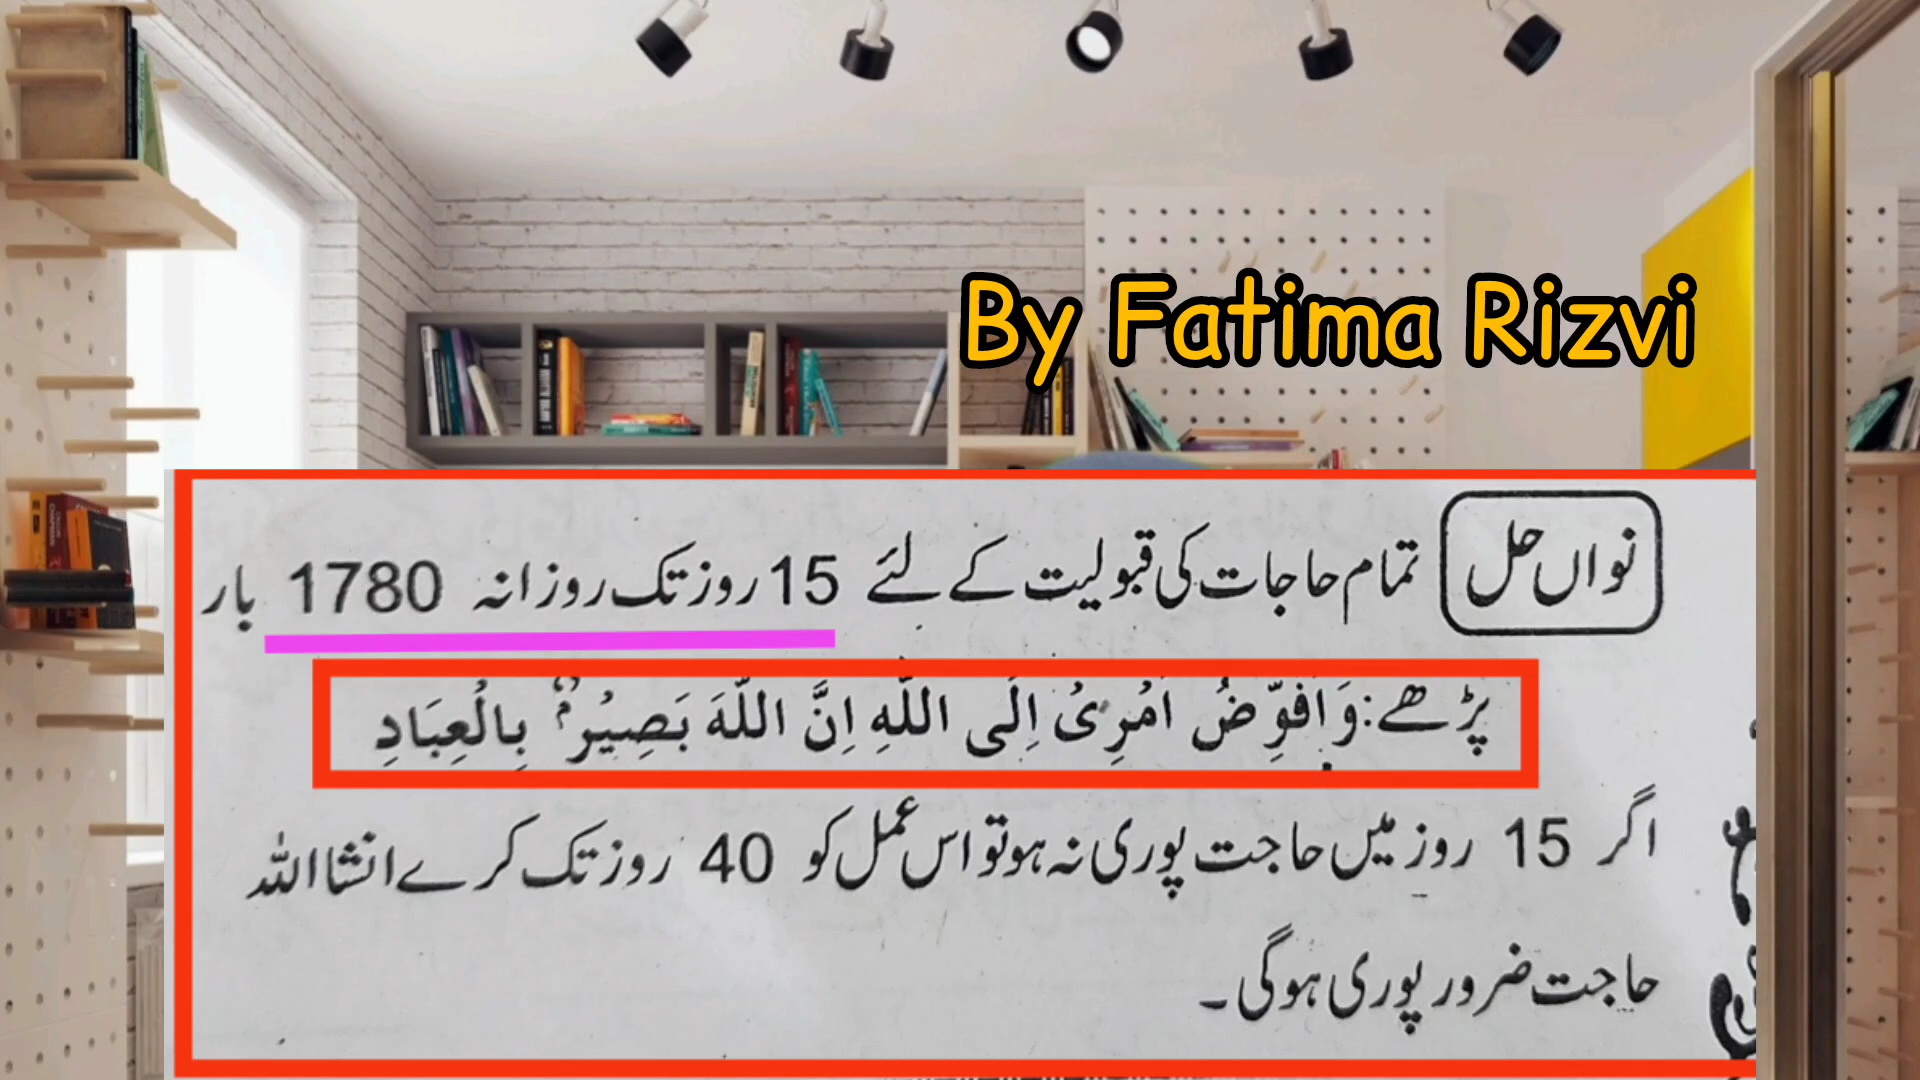 By Fatima Rizvi
نواں حل تمام حاجات کی قبولیت کے لئے 15 روز تک روزانہ 1780 بار
پڑھے: وَاُفَوِّضُ اَمْرِیْ اِلَی اللّٰهِ اِنَّ اللّٰهَ بَصِیْرٌۢ بِالْعِبَادِ
اگر 15 روز میں حاجت پوری نہ ہو تو اس عمل کو 40 روز تک کرے انشااللہ
حاجت ضرور پوری ہوگی۔